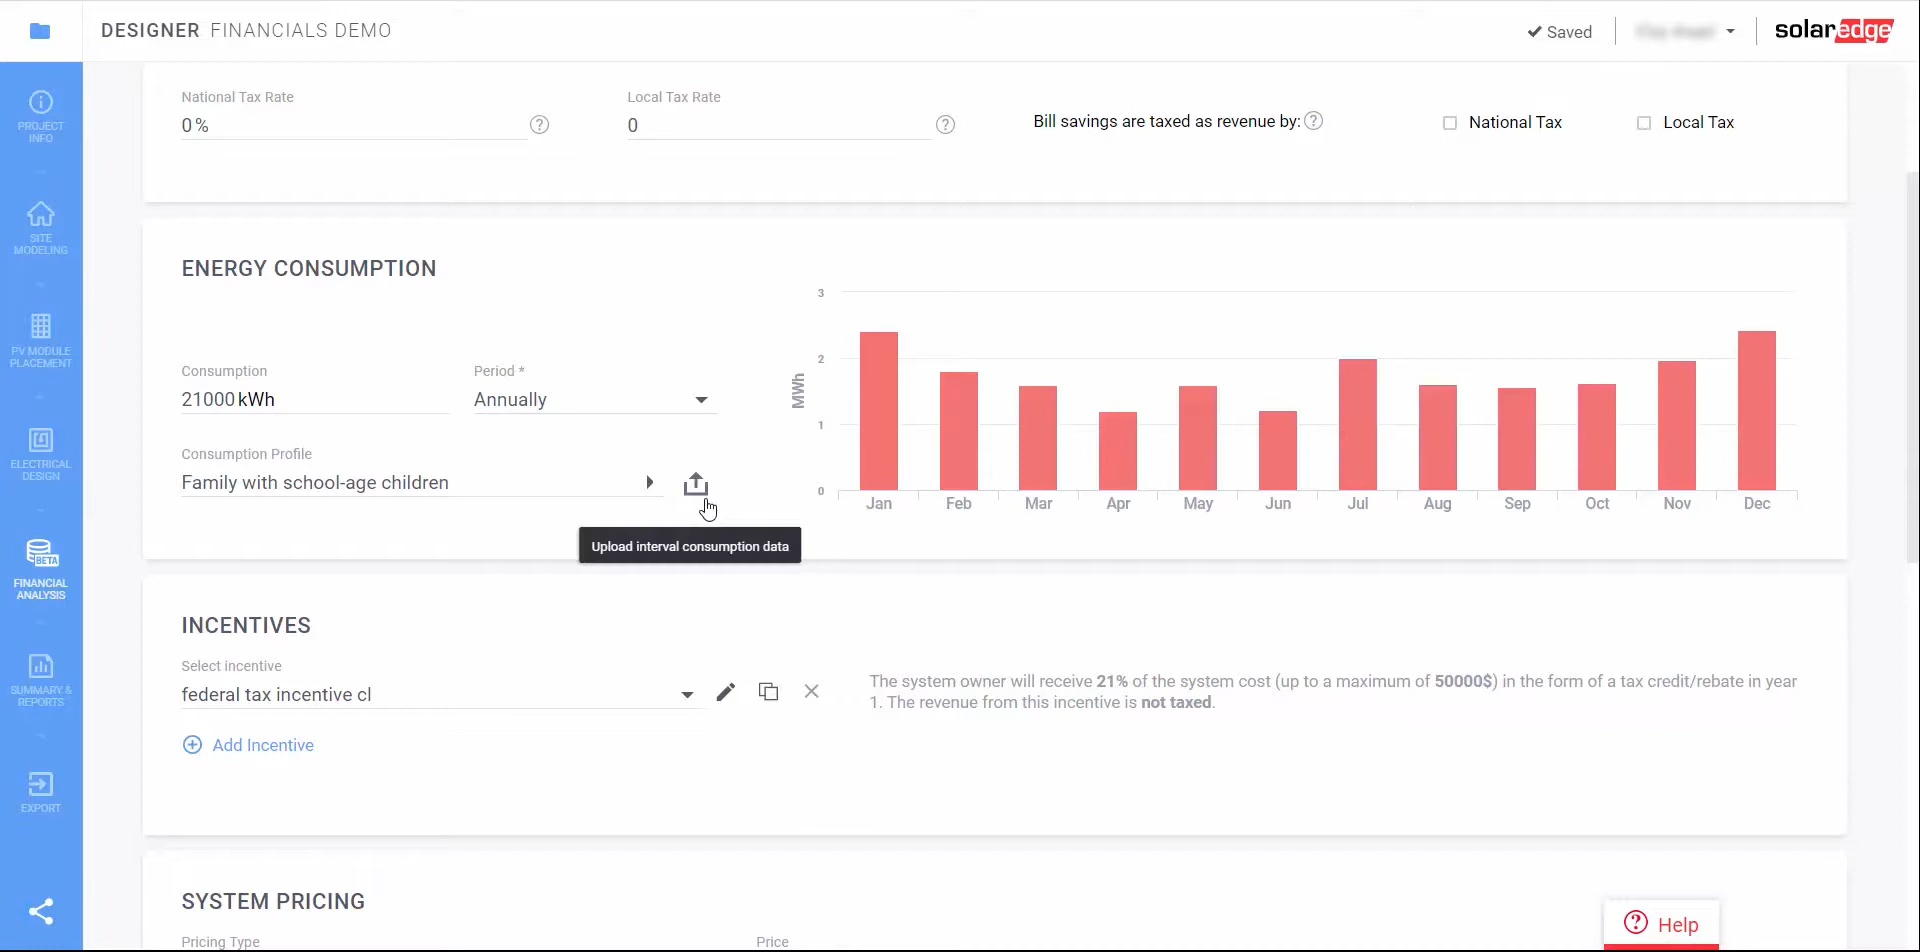 DESIGNER FINANCIALS DEMO
Saved
solaredge
PROJECT
INFO
SITE
MODELING
PV MODULE
PLACEMENT
ELECTRICAL
DESIGN
BETA
FINANCIAL
ANALYSIS
SUMMARY &
REPORTS
EXPORT
National Tax Rate
0 %
Local Tax Rate
0
Bill savings are taxed as revenue by:
National Tax
Local Tax
ENERGY CONSUMPTION
Consumption
21000 kWh
Period *
Annually
Consumption Profile
Family with school-age children
Upload interval consumption data
MWh
3
2
1
0
Jan Feb Mar Apr May Jun Jul Aug Sep Oct Nov Dec
INCENTIVES
Select incentive
federal tax incentive cl
The system owner will receive 21% of the system cost (up to a maximum of 50000$) in the form of a tax credit/rebate in year
1. The revenue from this incentive is not taxed.
Add Incentive
SYSTEM PRICING
Pricing Type
Price
Help